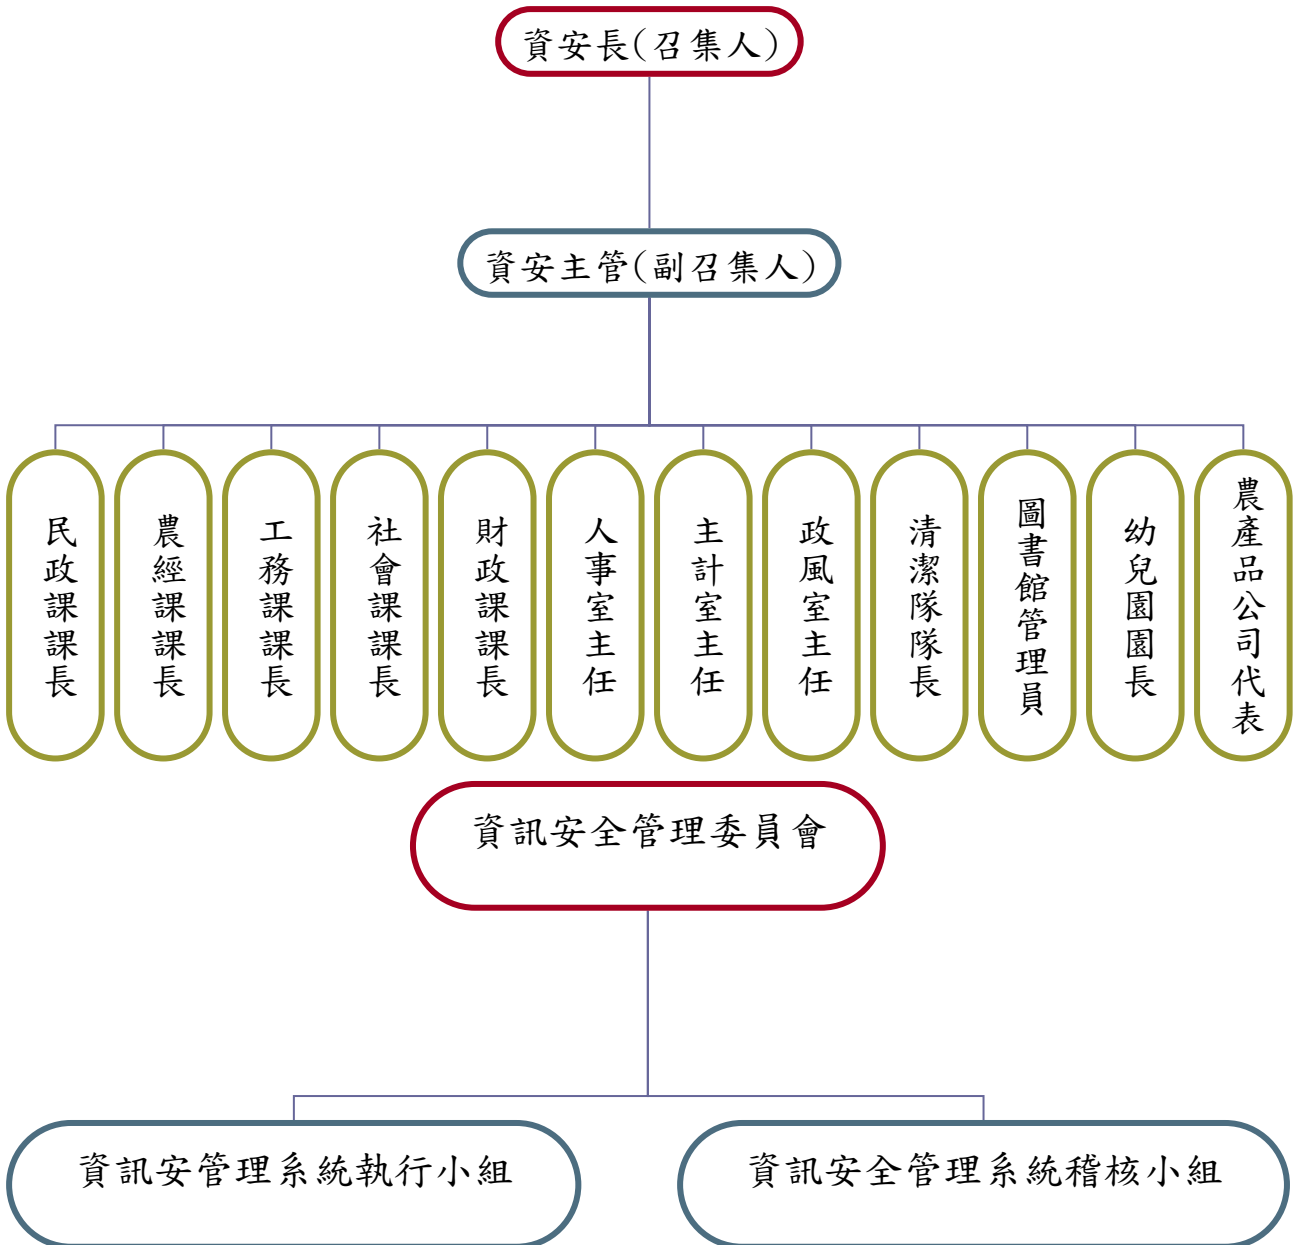 資安長(召集人)
資安主管(副召集人)
民政課課長
農經課課長
工務課課長
社會課課長
財政課課長
人事室主任
主計室主任
政風室主任
清潔隊隊長
圖書館管理員
幼兒園園長
農產品公司代表
資訊安全管理委員會
資訊安管理系統執行小組
資訊安全管理系統稽核小組